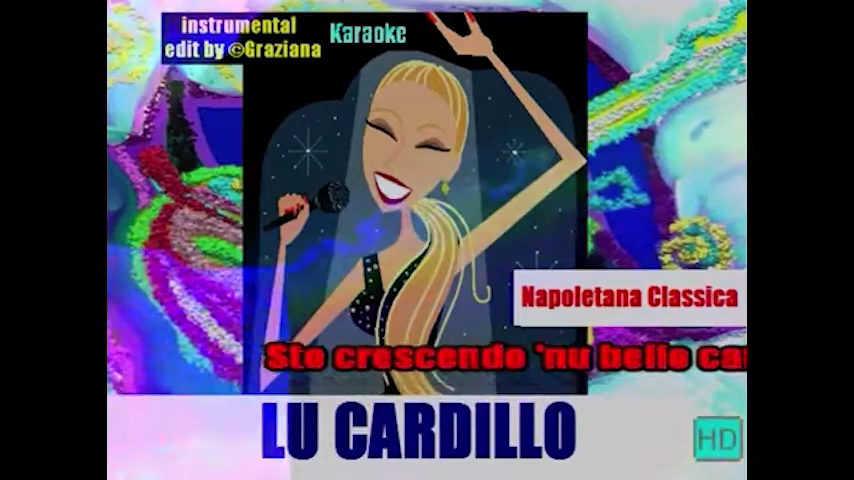 instrumental
edit by ©Graziana
Karaoke
Napoletana Classica
Sto crescendo 'nu bello
LU CARDILLO
HD